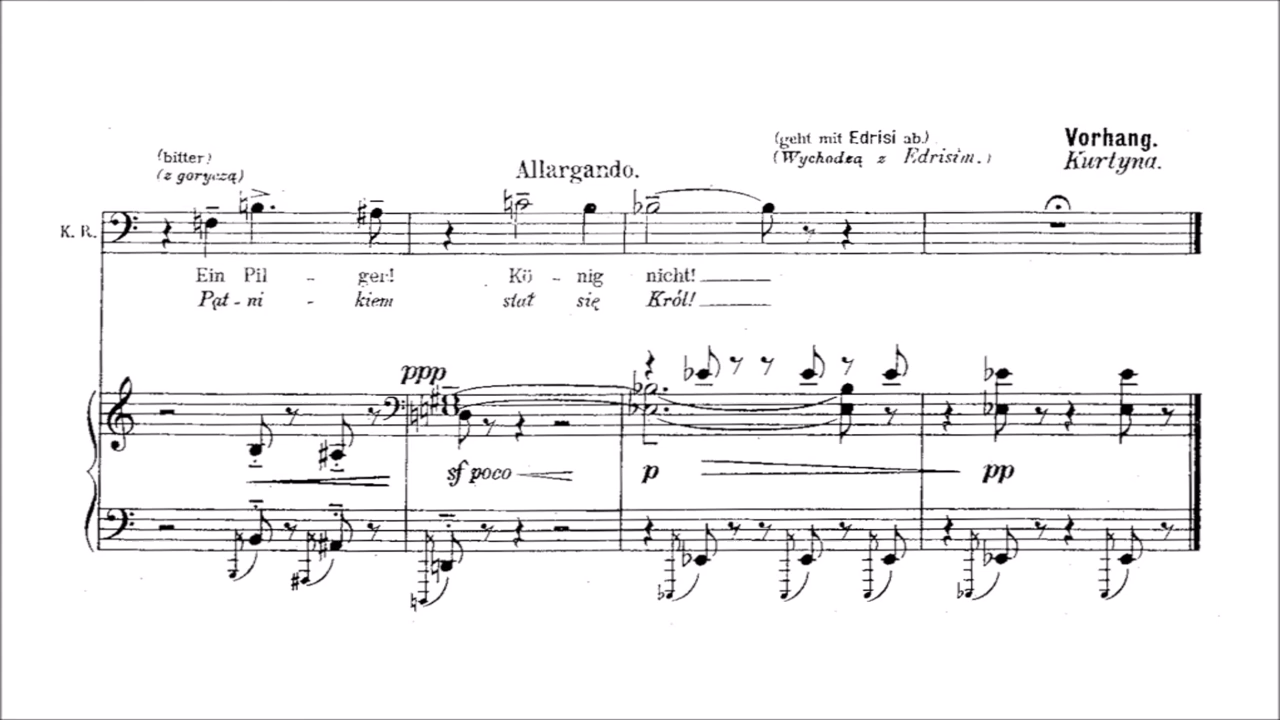 (geht mit Edrisi ab.) Vorhang.
(bitter) (Wychodzą z Edrisim.) Kurtyna.
(z goryczą) Allargando.
K. R.
Ein Pil - ger! Kö - nig nicht!
Pąt - ni - kiem stał się Król!
ppp
sf poco p pp